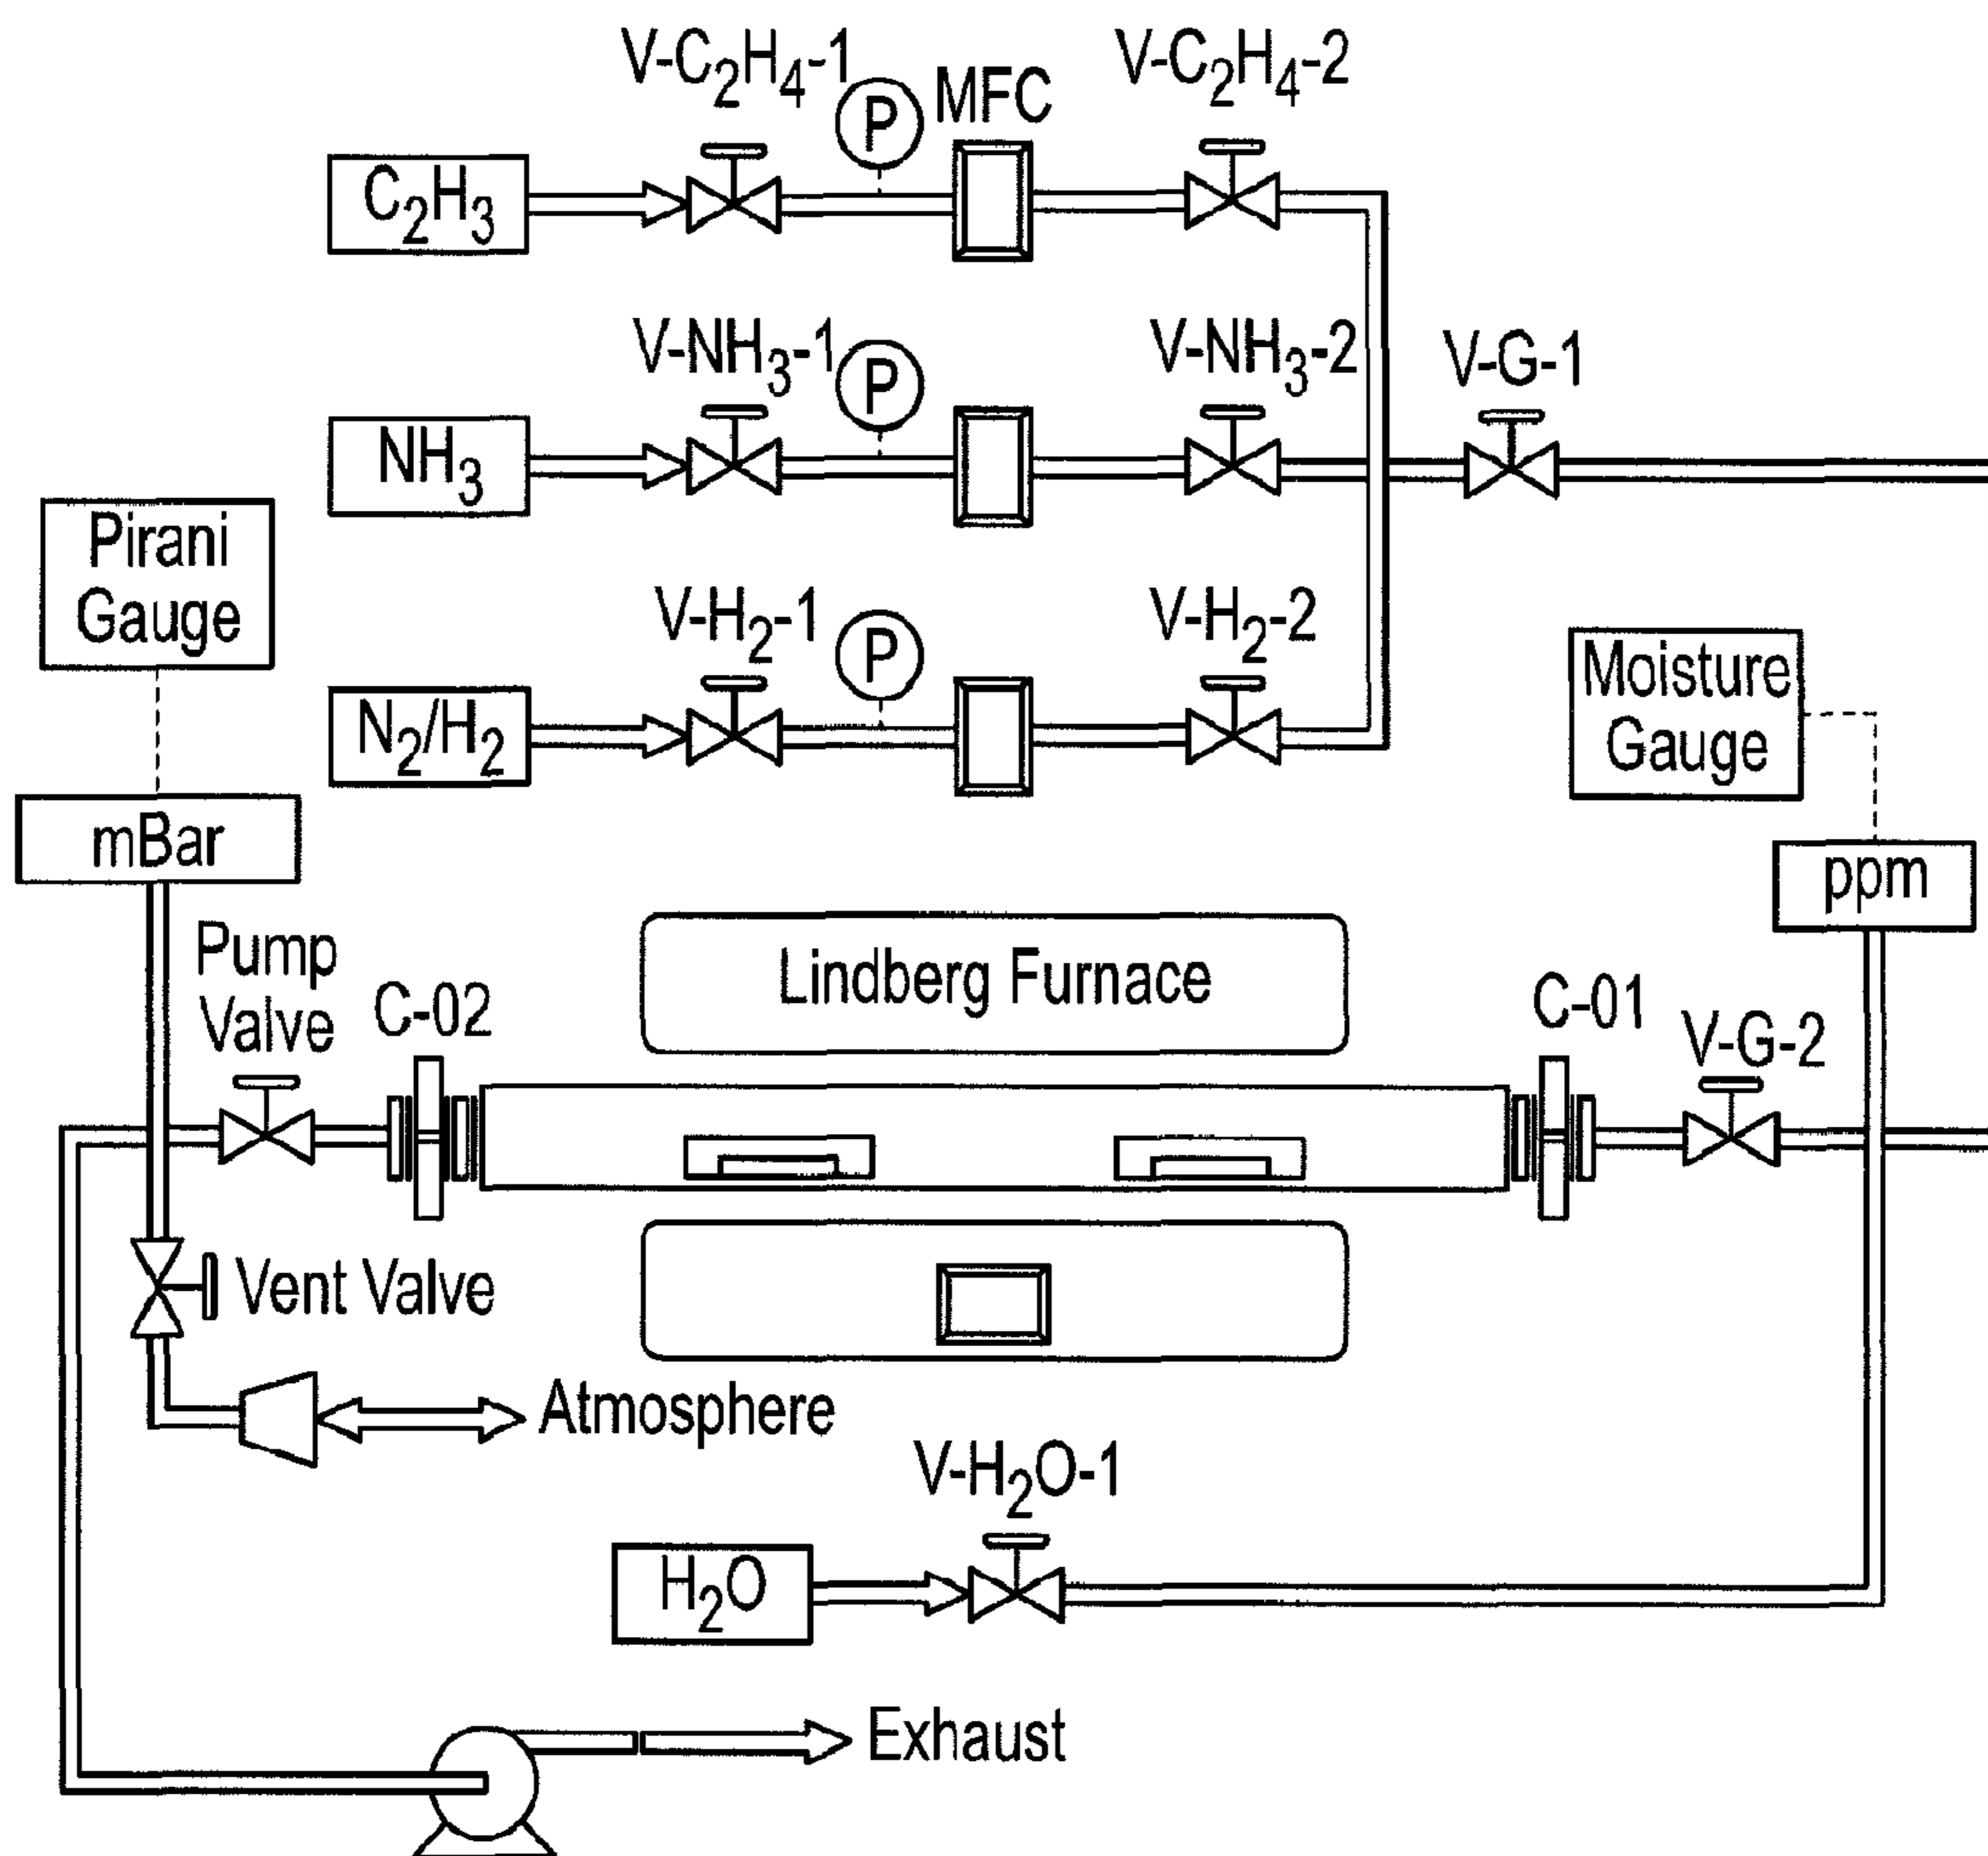 V-C₂H₄-1
P
MFC
V-C₂H₄-2
C₂H₃
V-NH₃-1
P
V-NH₃-2
V-G-1
NH₃
Pirani
Gauge
V-H₂-1
P
V-H₂-2
N₂/H₂
Moisture
Gauge
mBar
ppm
Pump
Valve
C-02
Lindberg Furnace
C-01
V-G-2
Vent Valve
Atmosphere
V-H₂O-1
H₂O
Exhaust